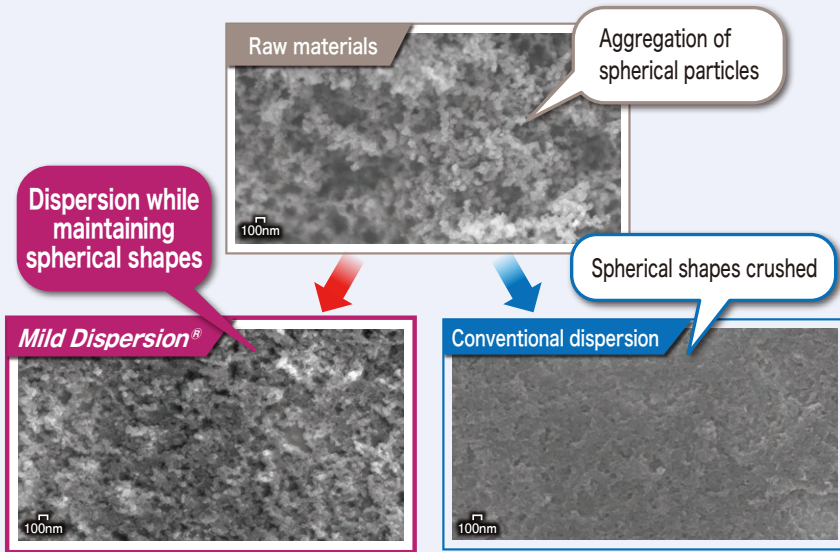 Raw materials
Aggregation of
spherical particles
100nm
Dispersion while
maintaining
spherical shapes
Spherical shapes crushed
Mild Dispersion®
Conventional dispersion
100nm
100nm